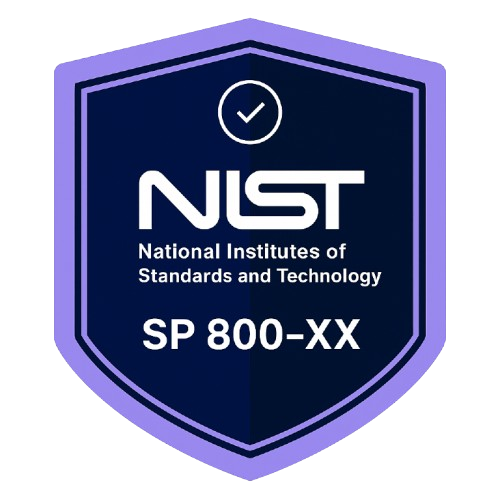 NIST
National Institutes of
Standards and Technology
SP 800-XX